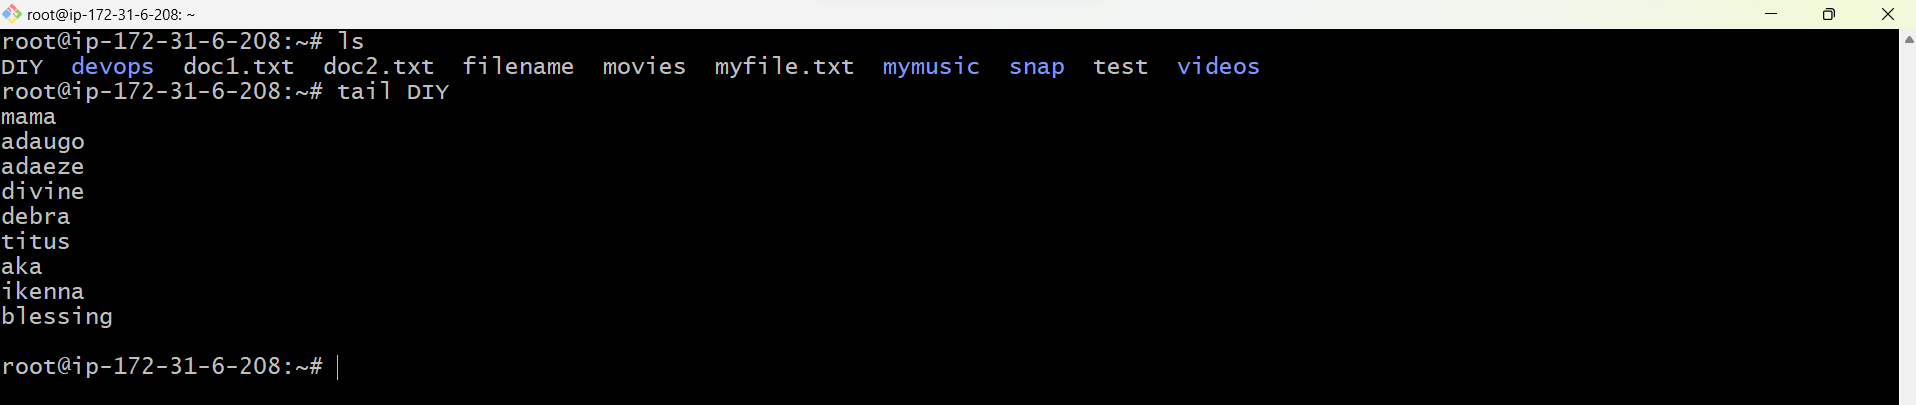 root@ip-172-31-6-208: ~
root@ip-172-31-6-208:~# ls
DIY  devops  doc1.txt  doc2.txt  filename  movies  myfile.txt  mymusic  snap  test  videos
root@ip-172-31-6-208:~# tail DIY
mama
adaugo
adaeze
divine
debra
titus
aka
ikenna
blessing
root@ip-172-31-6-208:~#